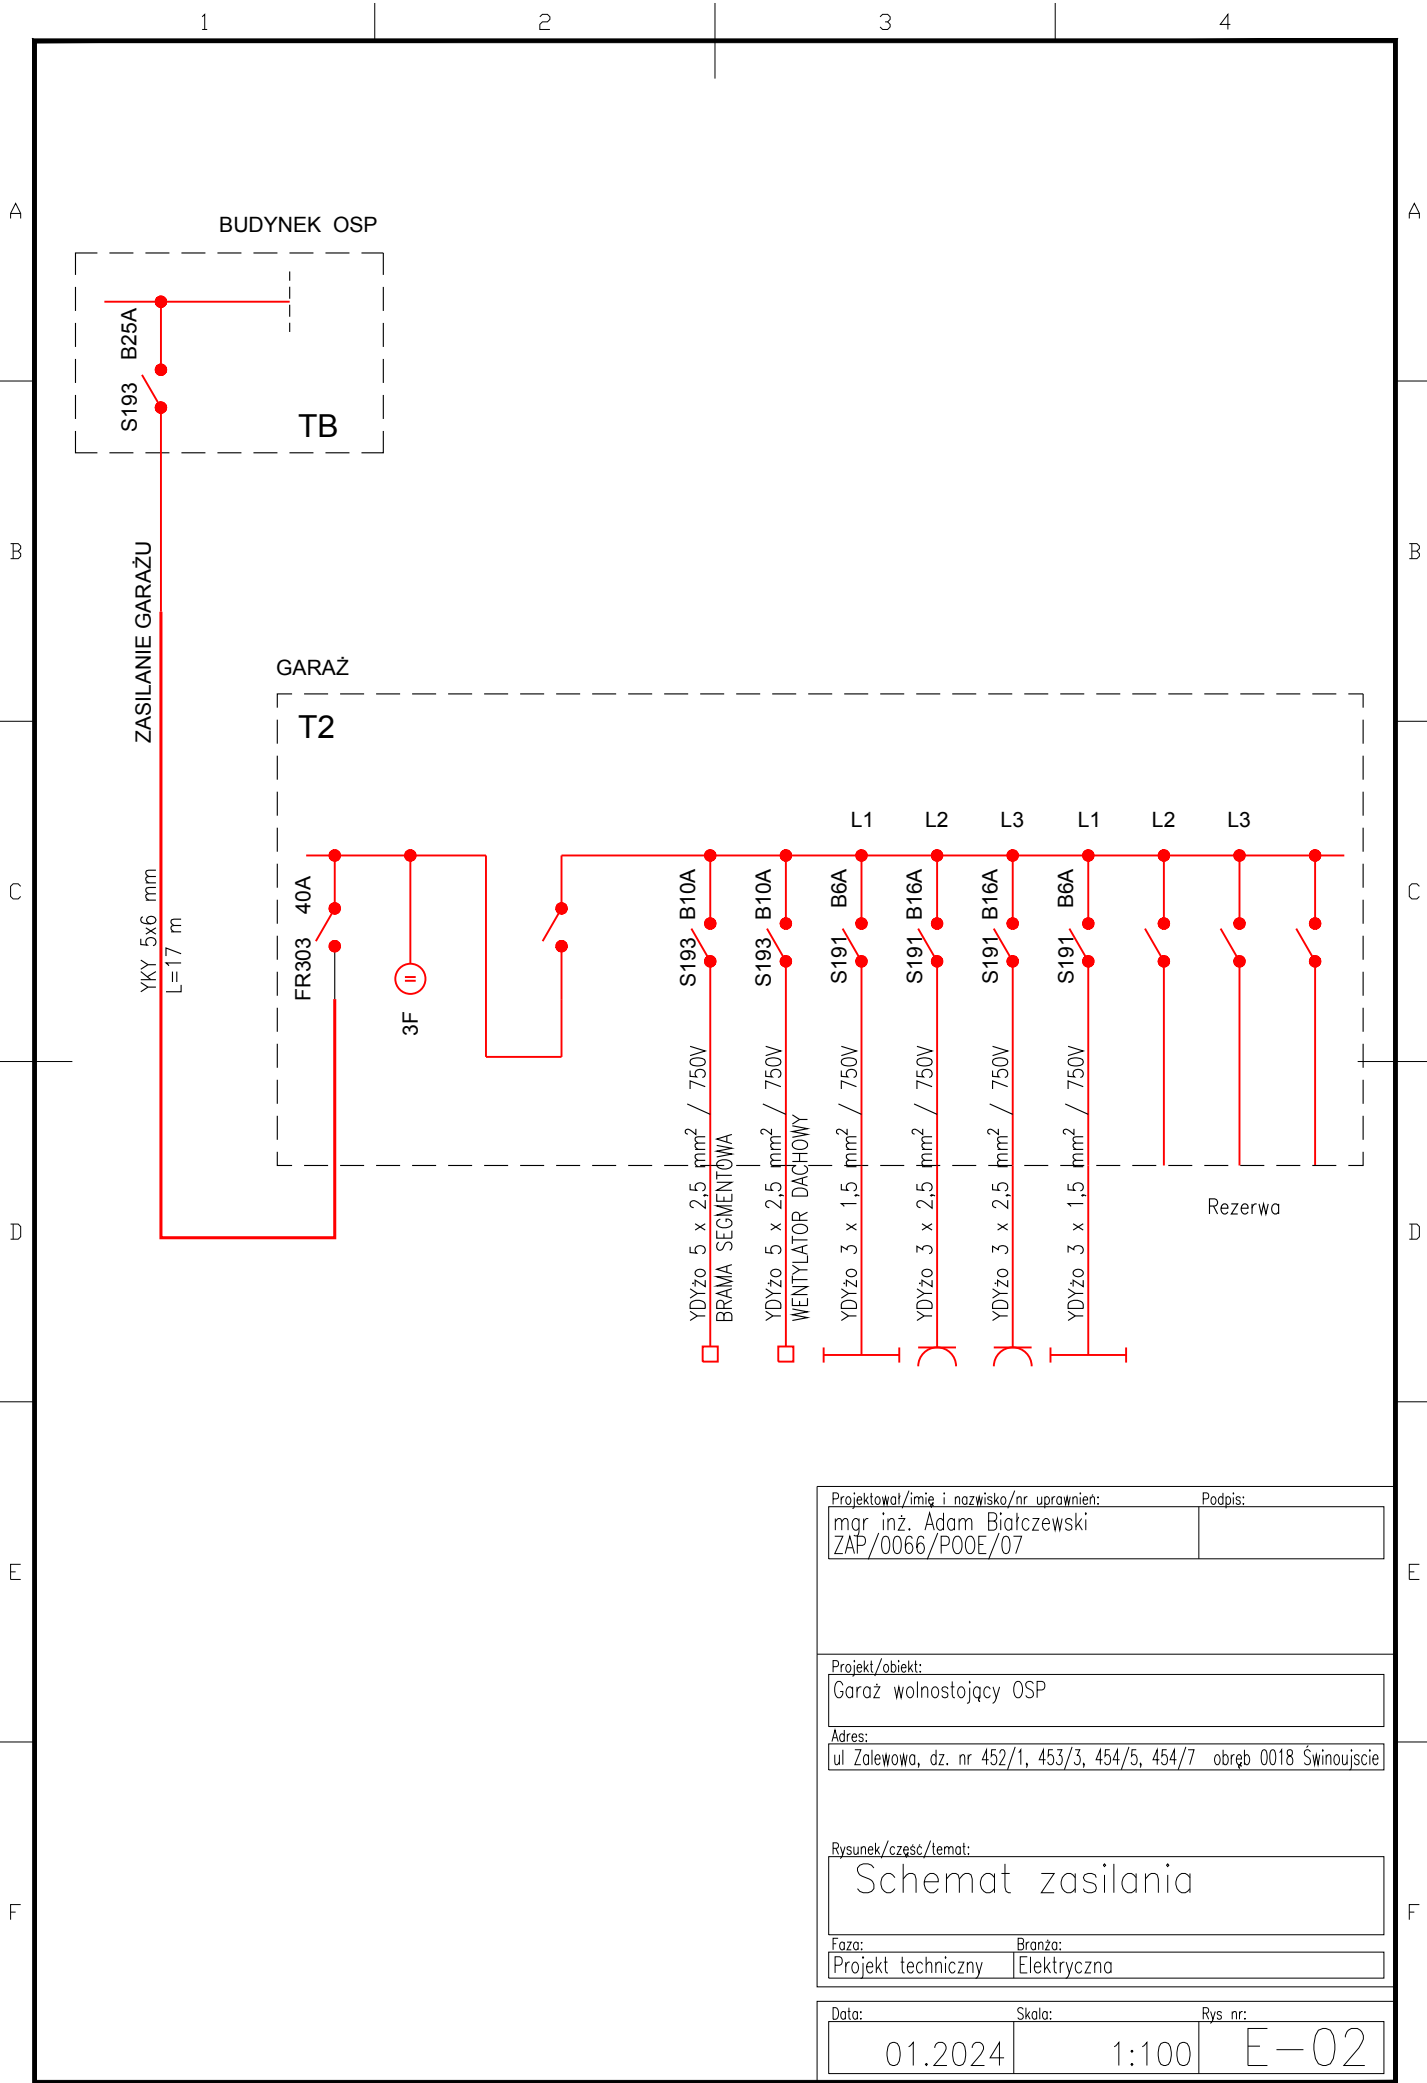 1 2 3 4
A A
BUDYNEK OSP
S193 B25A
TB
B B
ZASILANIE GARAŻU
GARAŻ
T2
L1 L2 L3 L1 L2 L3
C C
YKY 5x6 mm
L=17 m
FR303 40A
3F
S193 B10A
S193 B10A
S191 B6A
S191 B16A
S191 B16A
S191 B6A
YDYżo 5 x 2,5 mm² / 750V
BRAMA SEGMENTOWA
YDYżo 5 x 2,5 mm² / 750V
WENTYLATOR DACHOWY
YDYżo 3 x 1,5 mm² / 750V
YDYżo 3 x 2,5 mm² / 750V
YDYżo 3 x 2,5 mm² / 750V
YDYżo 3 x 1,5 mm² / 750V
Rezerwa
D D
Projektował/imię i nazwisko/nr uprawnień: Podpis:
mgr inż. Adam Białczewski
ZAP/0066/POOE/07
E E
Projekt/obiekt:
Garaż wolnostojący OSP
Adres:
ul Zalewowa, dz. nr 452/1, 453/3, 454/5, 454/7 obręb 0018 Świnoujscie
Rysunek/część/temat:
Schemat zasilania
F F
Faza: Branża:
Projekt techniczny Elektryczna
Data: Skala: Rys nr:
01.2024 1:100 E-02